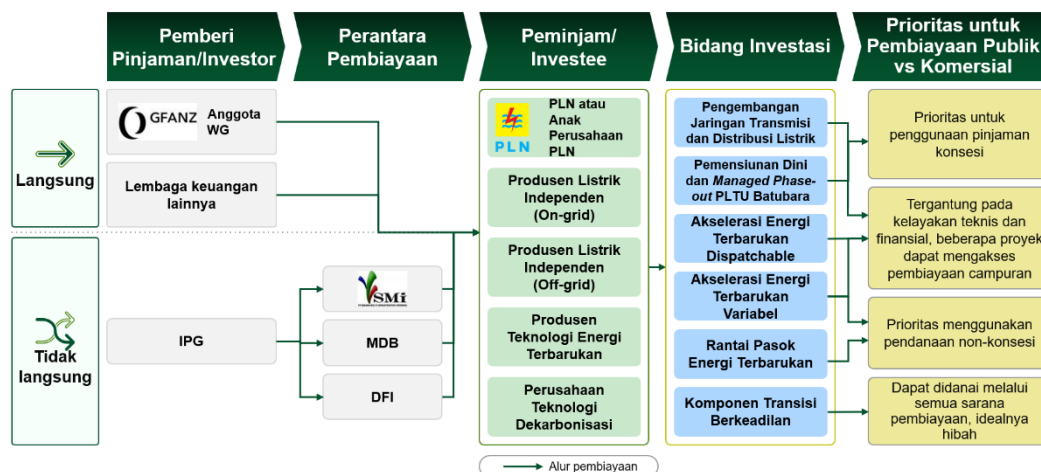 Pemberi
Pinjaman/Investor
Perantara
Pembiayaan
Peminjam/
Investee
Bidang Investasi
Prioritas untuk
Pembiayaan Publik
vs Komersial
Langsung
GFANZ
Anggota
WG
Lembaga keuangan
lainnya
Tidak
langsung
IPG
SMi
MDB
DFI
PLN
PLN atau
Anak
Perusahaan
PLN
Produsen Listrik
Independen
(On-grid)
Produsen Listrik
Independen
(Off-grid)
Produsen
Teknologi Energi
Terbarukan
Perusahaan
Teknologi
Dekarbonisasi
Pengembangan
Jaringan Transmisi
dan Distribusi Listrik
Pemensiunan Dini
dan Managed Phase-
out PLTU Batubara
Akselerasi Energi
Terbarukan
Dispatchable
Akselerasi Energi
Terbarukan
Variabel
Rantai Pasok
Energi Terbarukan
Komponen Transisi
Berkeadilan
Prioritas untuk
penggunaan pinjaman
konsesi
Tergantung pada
kelayakan teknis dan
finansial, beberapa proyek
dapat mengakses
pembiayaan campuran
Prioritas menggunakan
pendanaan non-konsesi
Dapat didanai melalui
semua sarana
pembiayaan, idealnya
hibah
Alur pembiayaan